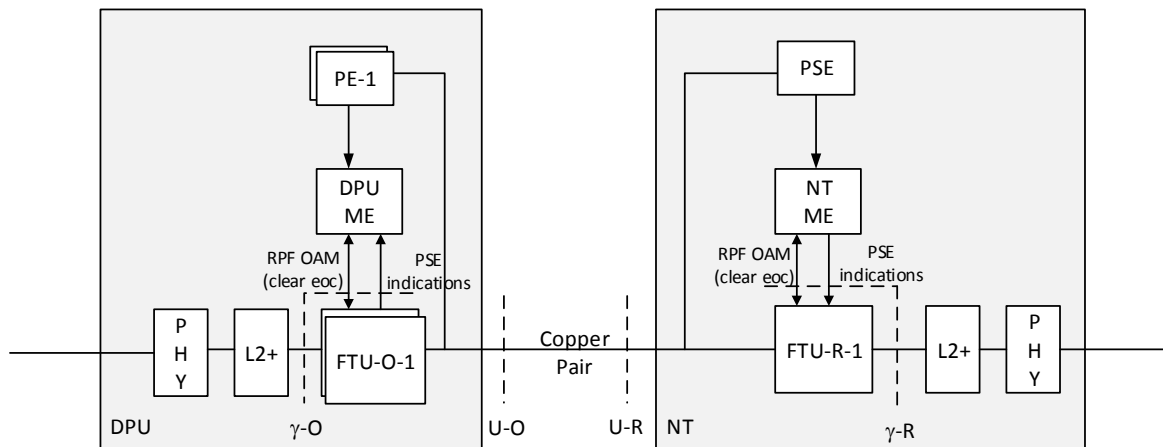 PE-1
PSE
DPU
ME
NT
ME
RPF OAM
(clear eoc)
PSE
indications
RPF OAM
(clear eoc)
PSE
indications
P
H
Y
L2+
FTU-O-1
Copper
Pair
FTU-R-1
L2+
P
H
Y
DPU
γ-O
U-O
U-R
NT
γ-R